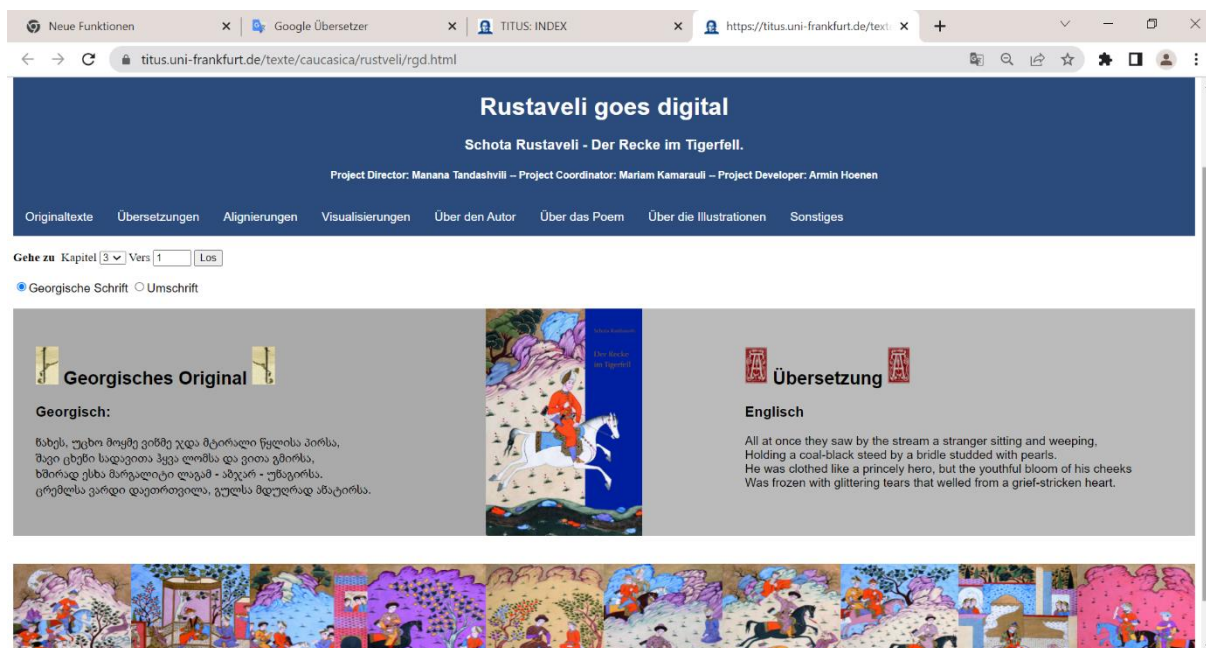 Neue Funktionen
Google Übersetzer
TITUS: INDEX
https://titus.uni-frankfurt.de/text
titus.uni-frankfurt.de/texte/caucasica/rustveli/rgd.html
Rustaveli goes digital
Schota Rustaveli - Der Recke im Tigerfell.
Project Director: Manana Tandashvili -- Project Coordinator: Mariam Kamarauli -- Project Developer: Armin Hoenen
Originaltexte Übersetzungen Alignierungen Visualisierungen Über den Autor Über das Poem Über die Illustrationen Sonstiges
Gehe zu Kapitel 3 Vers 1 Los
Georgische Schrift Umschrift
Georgisches Original
Georgisch:
ნახეს, უცხო მოყმე ვინმე ჯდა მტირალი წყლისა პირსა,
შავი ცხენი სადავითა ჰყვა ლომსა და ვითა გმირსა,
ხშირად ესხა მარგალიტი ლაგამ - აბჯარ - უნაგირსა.
ცრემლსა ვარდი დაეთრთვილა, გულსა მდუღრად ანატირსა.
Schota Rustaveli
Der Recke
im Tigerfell
Übersetzung
Englisch
All at once they saw by the stream a stranger sitting and weeping,
Holding a coal-black steed by a bridle studded with pearls.
He was clothed like a princely hero, but the youthful bloom of his cheeks
Was frozen with glittering tears that welled from a grief-stricken heart.